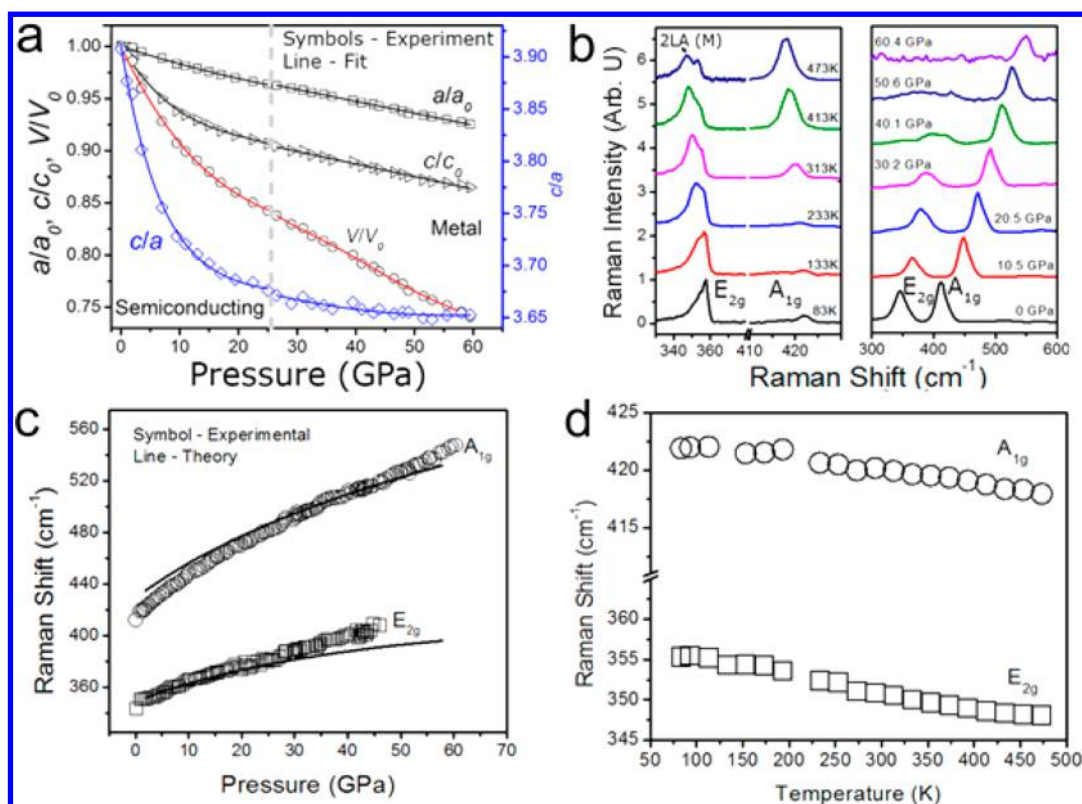 a
Symbols - Experiment
Line - Fit
a/a0
c/c0
V/V0
c/a
Metal
Semiconducting
a/a0, c/c0, V/V0
1.00
0.95
0.90
0.85
0.80
0.75
3.90
3.85
3.80
3.75
3.70
3.65
c/a
0 10 20 30 40 50 60
Pressure (GPa)
b
2LA (M)
473K
413K
313K
233K
133K
83K
E2g
A1g
Raman Intensity (Arb. U)
6
5
4
3
2
1
0
340 360 410 420
60.4 GPa
50.6 GPa
40.1 GPa
30.2 GPa
20.5 GPa
10.5 GPa
0 GPa
E2g
A1g
300 400 500 600
Raman Shift (cm-1)
c
Symbol - Experimental
Line - Theory
A1g
E2g
Raman Shift (cm-1)
560
520
480
440
400
360
0 10 20 30 40 50 60 70
Pressure (GPa)
d
A1g
E2g
Raman Shift (cm-1)
425
420
415
360
355
350
345
50 100 150 200 250 300 350 400 450 500
Temperature (K)